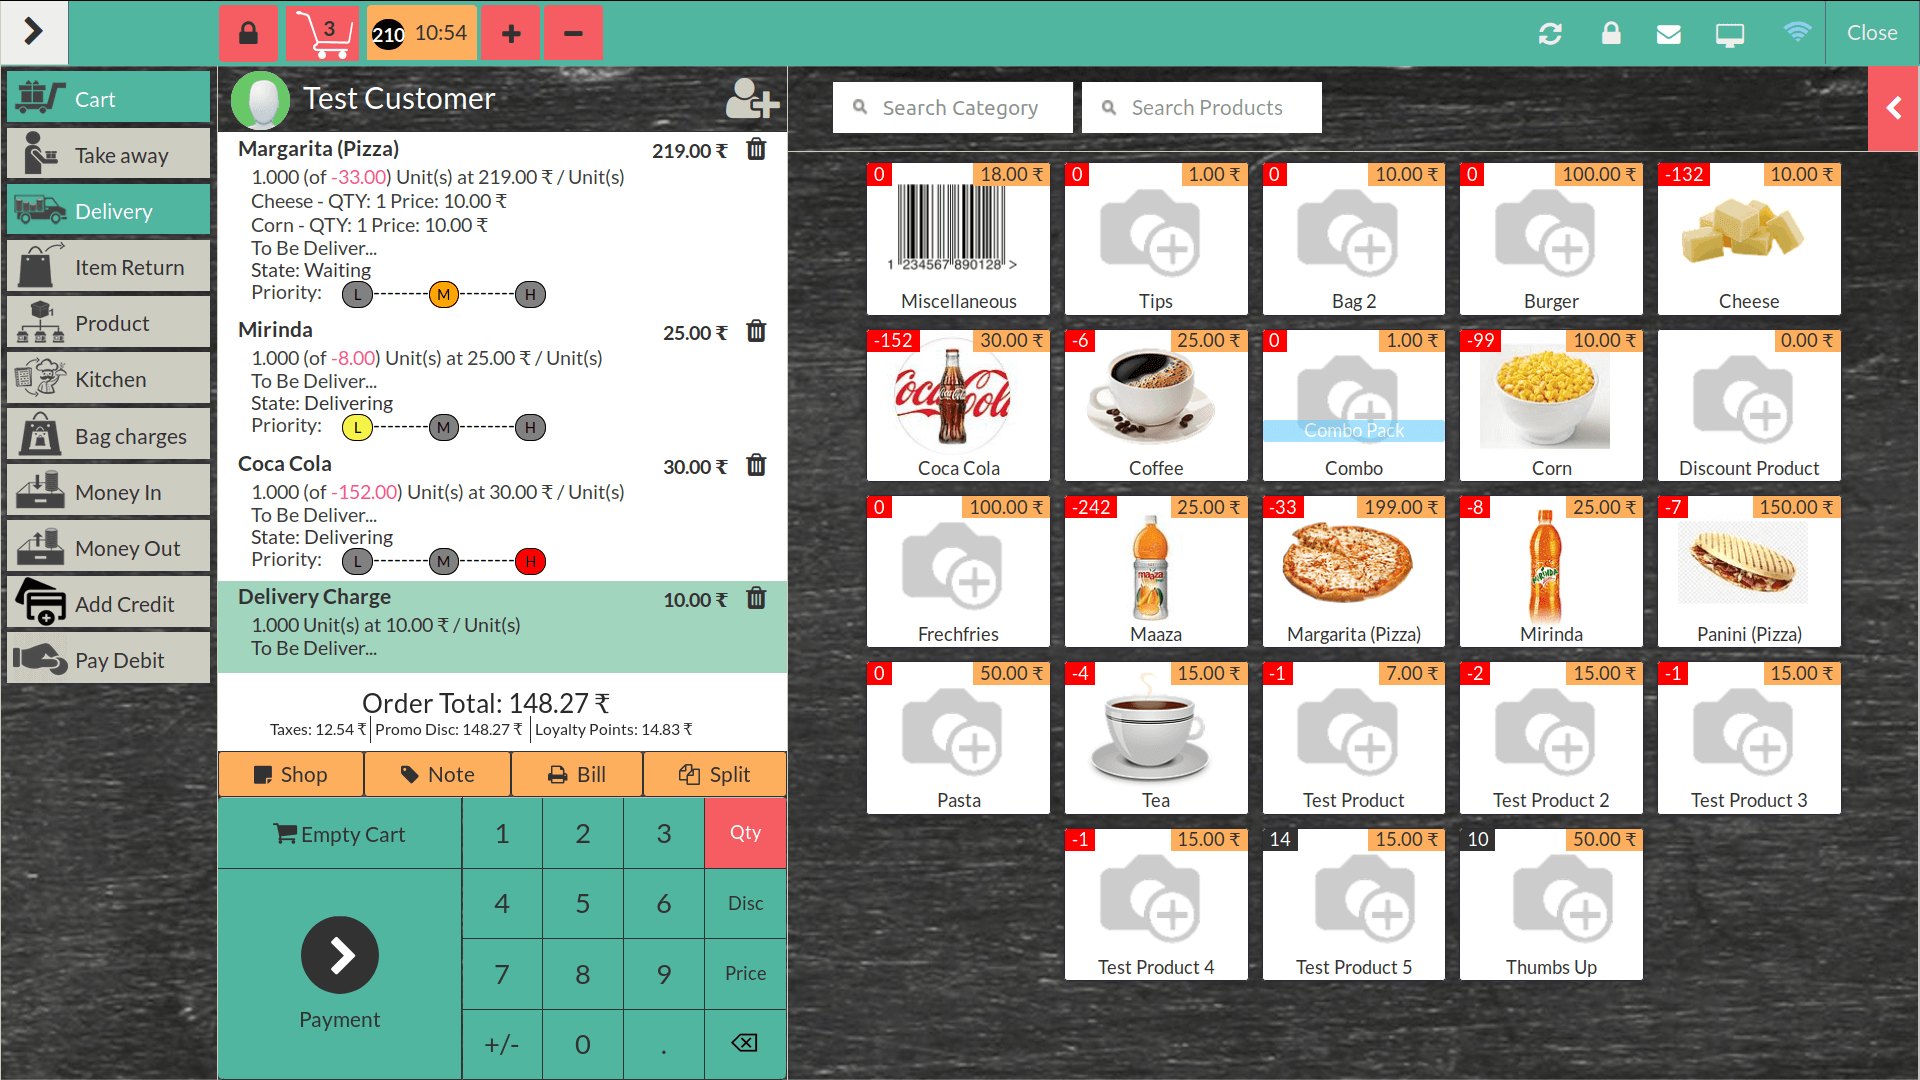 3
210 10:54
Close
Cart
Take away
Delivery
Item Return
Product
Kitchen
Bag charges
Money In
Money Out
Add Credit
Pay Debit
Test Customer
Margarita (Pizza) 219.00 ₹
1.000 (of -33.00) Unit(s) at 219.00 ₹ / Unit(s)
Cheese - QTY: 1 Price: 10.00 ₹
Corn - QTY: 1 Price: 10.00 ₹
To Be Deliver...
State: Waiting
Priority: L M H
Mirinda 25.00 ₹
1.000 (of -8.00) Unit(s) at 25.00 ₹ / Unit(s)
To Be Deliver...
State: Delivering
Priority: L M H
Coca Cola 30.00 ₹
1.000 (of -152.00) Unit(s) at 30.00 ₹ / Unit(s)
To Be Deliver...
State: Delivering
Priority: L M H
Delivery Charge 10.00 ₹
1.000 Unit(s) at 10.00 ₹ / Unit(s)
To Be Deliver...
Order Total: 148.27 ₹
Taxes: 12.54 ₹ Promo Disc: 148.27 ₹ Loyalty Points: 14.83 ₹
Shop Note Bill Split
Empty Cart
Payment
1 2 3 Qty
4 5 6 Disc
7 8 9 Price
+/- 0 .
Search Category Search Products
0 18.00 ₹ 0 1.00 ₹ 0 10.00 ₹ 0 100.00 ₹ -132 10.00 ₹
1 234567 890128 >
Miscellaneous Tips Bag 2 Burger Cheese
-152 30.00 ₹ -6 25.00 ₹ 0 1.00 ₹ -99 10.00 ₹ 0.00 ₹
Coca Cola
Combo Pack
Coca Cola Coffee Combo Corn Discount Product
0 100.00 ₹ -242 25.00 ₹ -33 199.00 ₹ -8 25.00 ₹ -7 150.00 ₹
maaza MiRiNDA
Frechfries Maaza Margarita (Pizza) Mirinda Panini (Pizza)
0 50.00 ₹ -4 15.00 ₹ -1 7.00 ₹ -2 15.00 ₹ -1 15.00 ₹
Pasta Tea Test Product Test Product 2 Test Product 3
-1 15.00 ₹ 14 15.00 ₹ 10 50.00 ₹
Test Product 4 Test Product 5 Thumbs Up